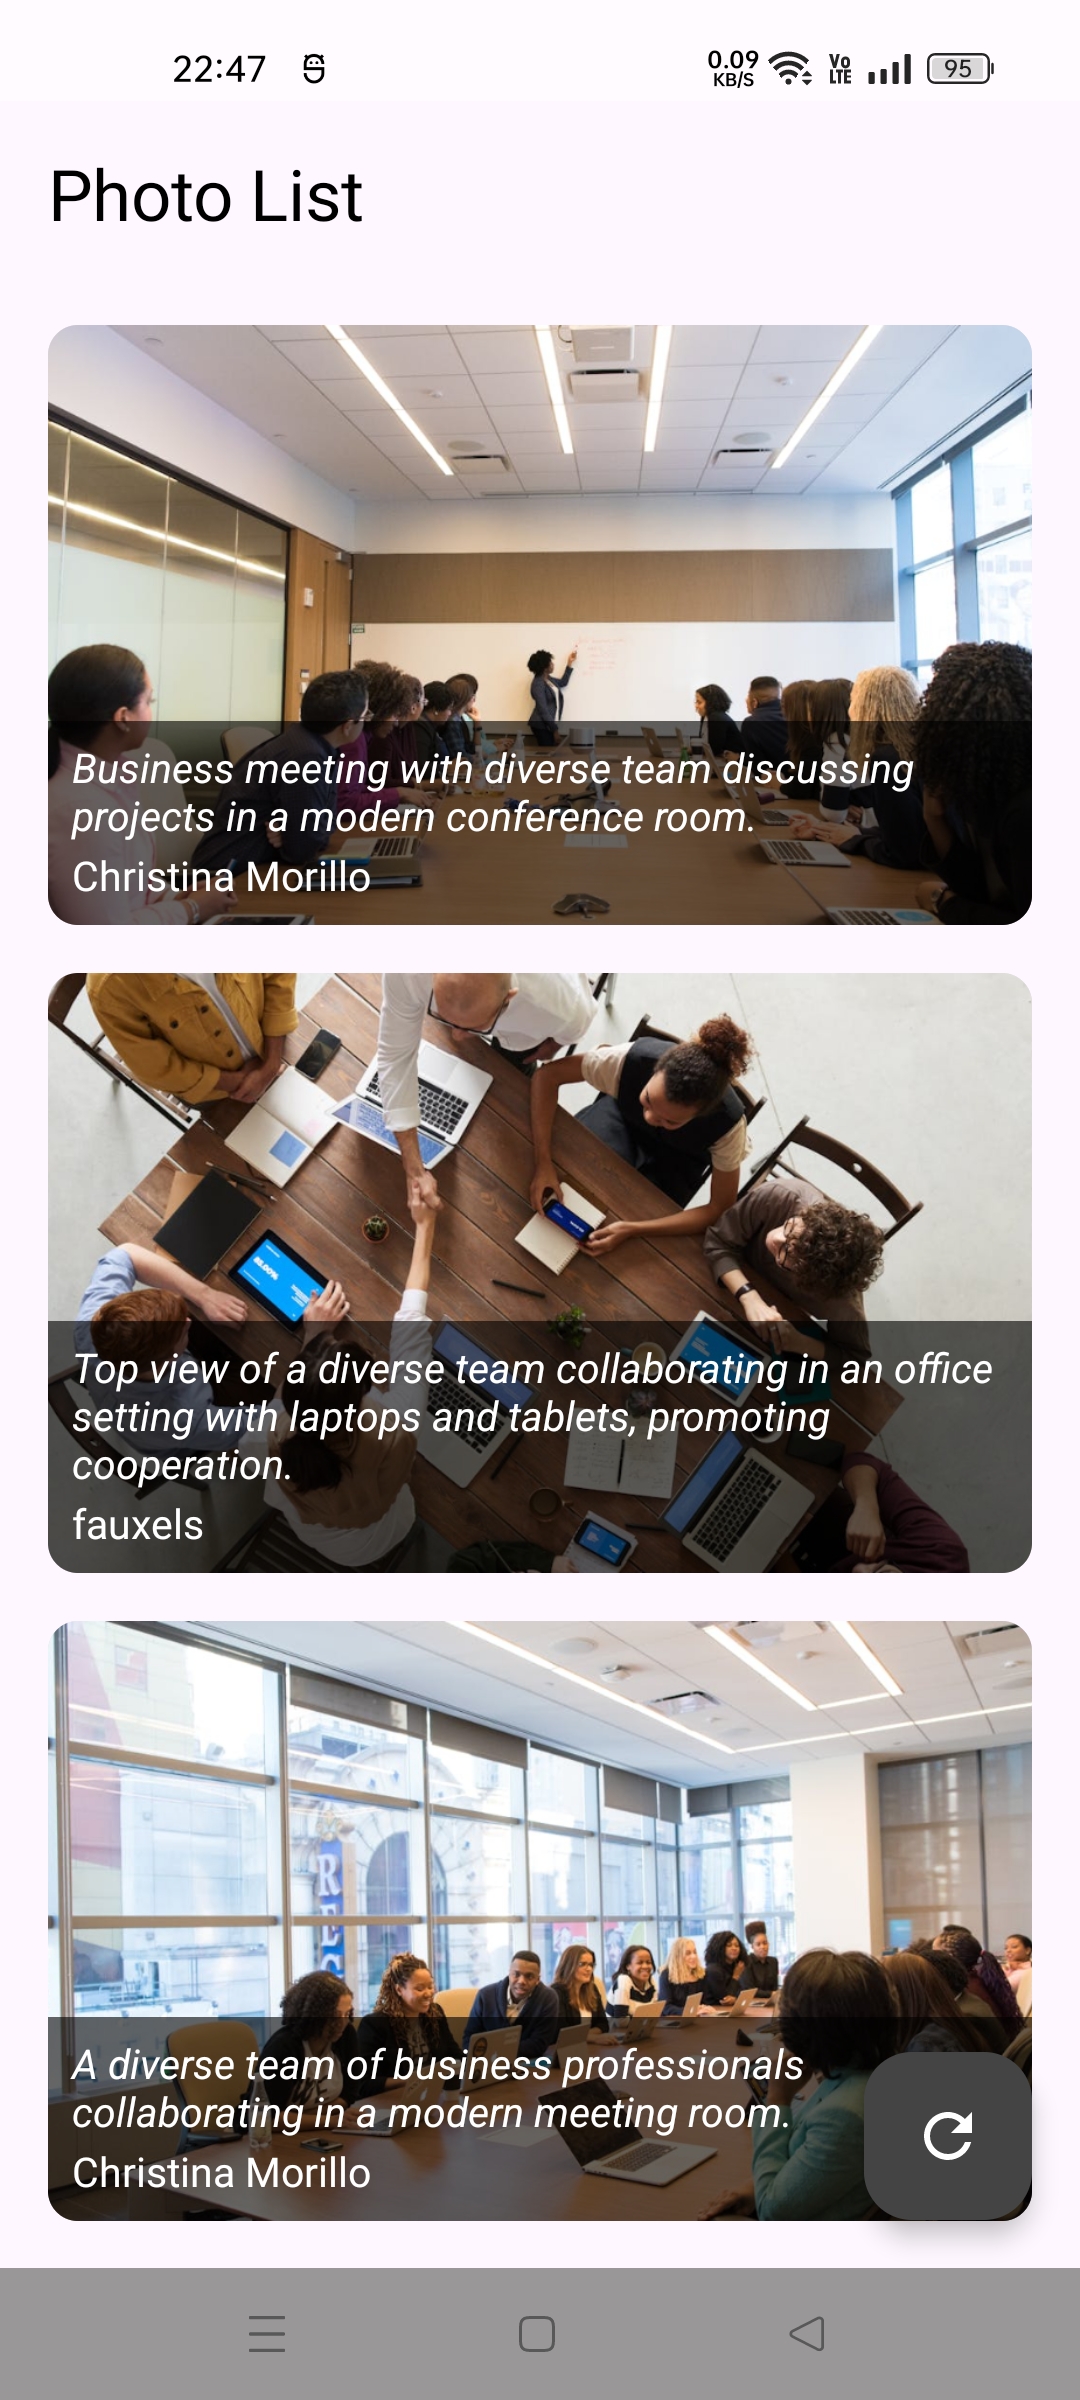 22:47
0.09
KB/S
Vo
LTE
95
Photo List
Business meeting with diverse team discussing
projects in a modern conference room.
Christina Morillo
Top view of a diverse team collaborating in an office
setting with laptops and tablets, promoting
cooperation.
fauxels
REC
A diverse team of business professionals
collaborating in a modern meeting room.
Christina Morillo